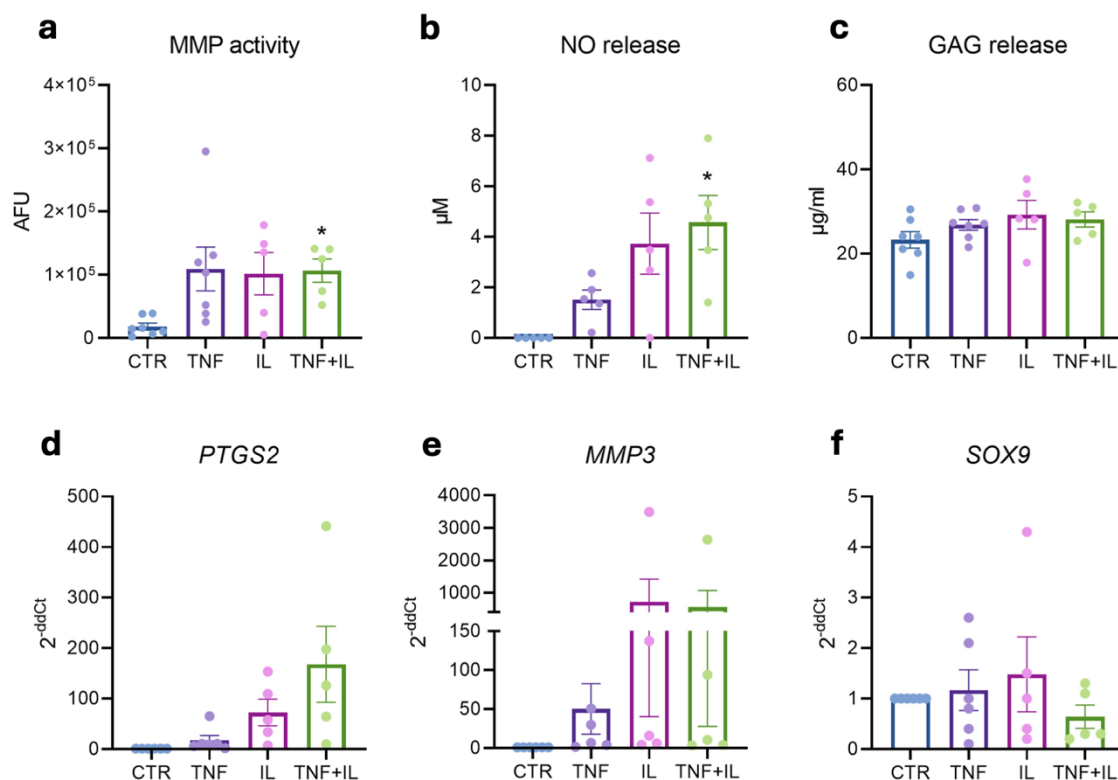 a MMP activity
4×10⁵
3×10⁵
2×10⁵
1×10⁵
0
AFU
*
CTR TNF IL TNF+IL
b NO release
10
8
6
4
2
0
µM
*
CTR TNF IL TNF+IL
c GAG release
60
40
20
0
µg/ml
CTR TNF IL TNF+IL
d PTGS2
500
400
300
200
100
0
2^-ddCt
CTR TNF IL TNF+IL
e MMP3
4000
3000
2000
1000
150
100
50
0
2^-ddCt
CTR TNF IL TNF+IL
f SOX9
5
4
3
2
1
0
2^-ddCt
CTR TNF IL TNF+IL